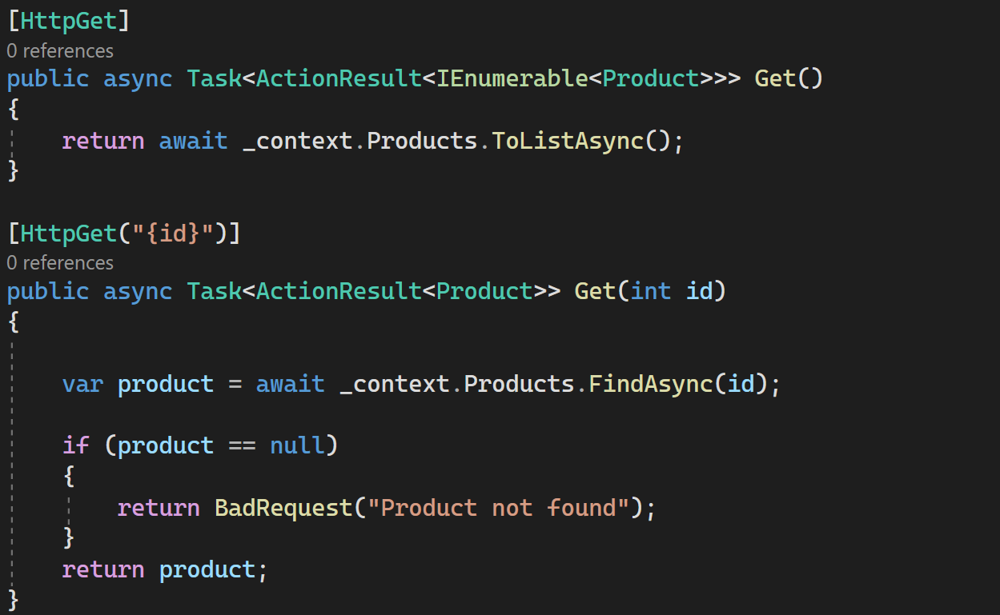 [HttpGet]
0 references
public async Task<ActionResult<IEnumerable<Product>>> Get()
{
    return await _context.Products.ToListAsync();
}
[HttpGet("{id}")]
0 references
public async Task<ActionResult<Product>> Get(int id)
{
    var product = await _context.Products.FindAsync(id);
    if (product == null)
    {
        return BadRequest("Product not found");
    }
    return product;
}